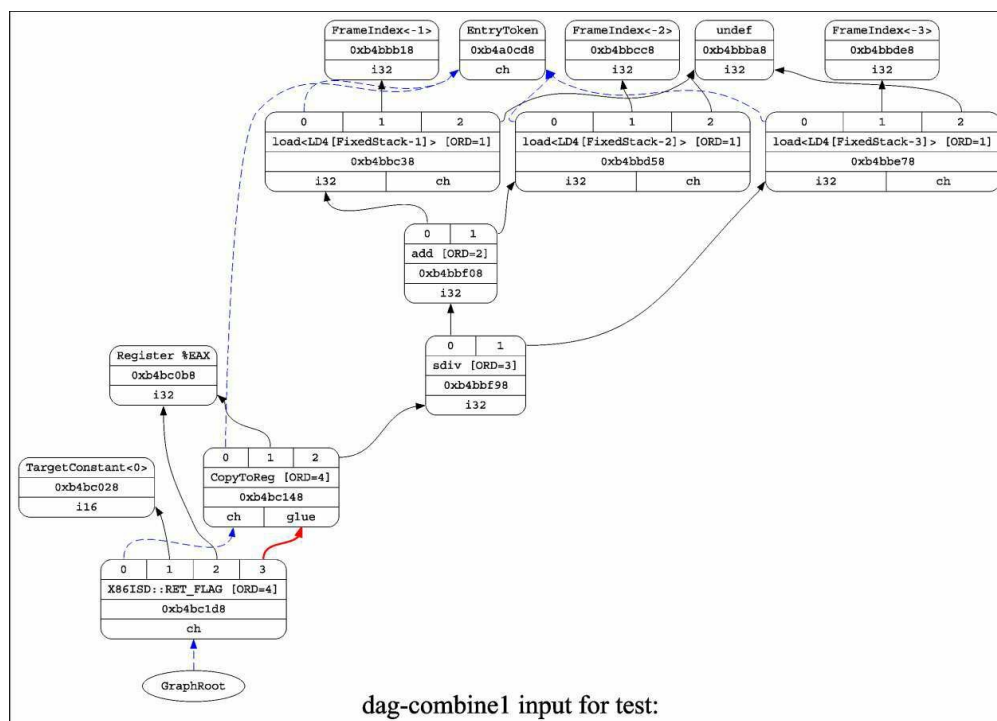 FrameIndex<-1>
0xb4bbb18
i32
EntryToken
0xb4a0cd8
ch
FrameIndex<-2>
0xb4bbcc8
i32
undef
0xb4bbba8
i32
FrameIndex<-3>
0xb4bbde8
i32
0 1 2
load<LD4[FixedStack-1]> [ORD=1]
0xb4bbc38
i32 ch
0 1 2
load<LD4[FixedStack-2]> [ORD=1]
0xb4bbd58
i32 ch
0 1 2
load<LD4[FixedStack-3]> [ORD=1]
0xb4bbe78
i32 ch
0 1
add [ORD=2]
0xb4bbf08
i32
0 1
sdiv [ORD=3]
0xb4bbf98
i32
Register %EAX
0xb4bc0b8
i32
0 1 2
CopyToReg [ORD=4]
0xb4bc148
ch glue
TargetConstant<0>
0xb4bc028
i16
0 1 2 3
X86ISD::RET_FLAG [ORD=4]
0xb4bc1d8
ch
GraphRoot
dag-combine1 input for test: